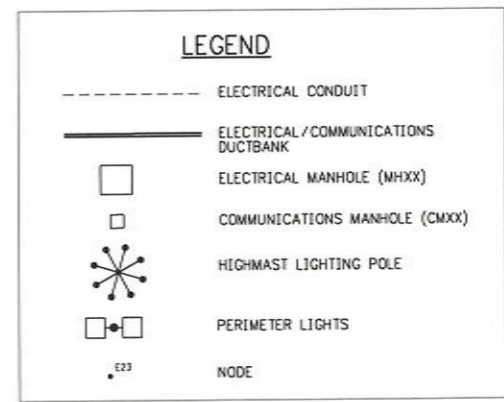 LEGEND
ELECTRICAL CONDUIT
ELECTRICAL/COMMUNICATIONS
DUCTBANK
ELECTRICAL MANHOLE (MHXX)
COMMUNICATIONS MANHOLE (CMXX)
HIGHMAST LIGHTING POLE
PERIMETER LIGHTS
E23 NODE